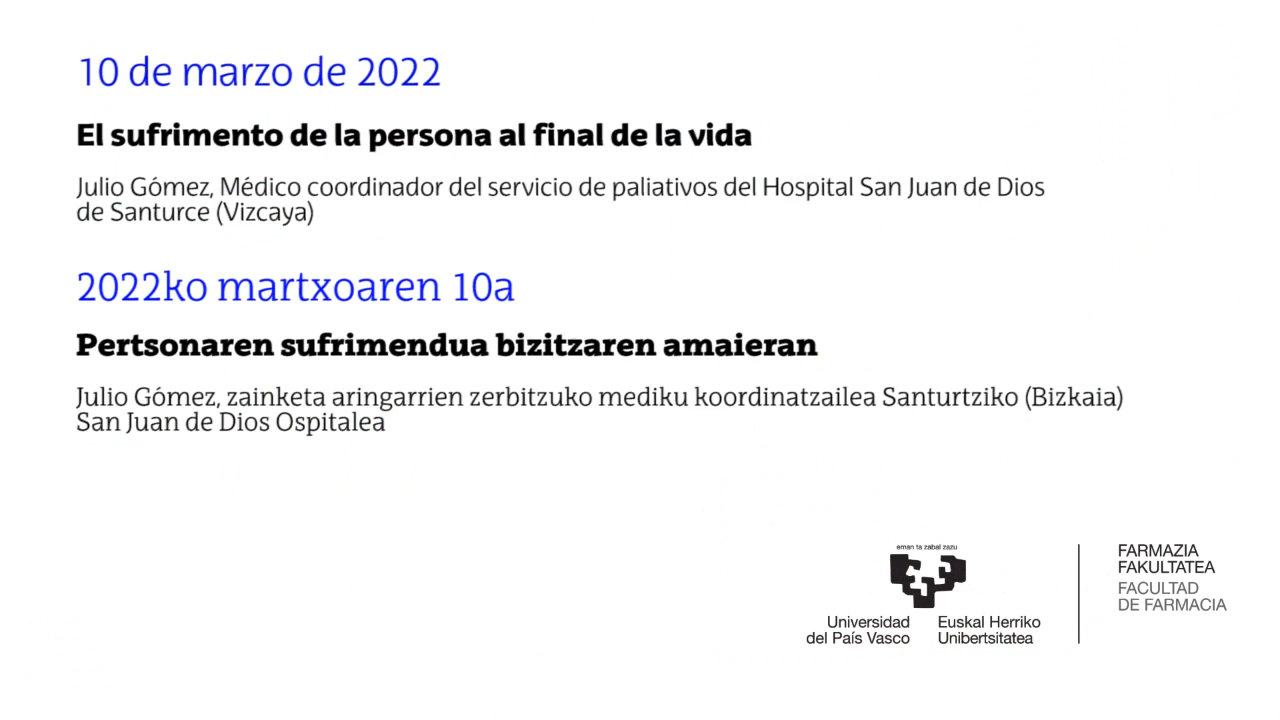 10 de marzo de 2022
El sufrimento de la persona al final de la vida
Julio Gómez, Médico coordinador del servicio de paliativos del Hospital San Juan de Dios
de Santurce (Vizcaya)
2022ko martxoaren 10a
Pertsonaren sufrimendua bizitzaren amaieran
Julio Gómez, zainketa aringarrien zerbitzuko mediku koordinatzailea Santurtziko (Bizkaia)
San Juan de Dios Ospitalea
eman ta zabal zazu
Universidad
del País Vasco
Euskal Herriko
Unibertsitatea
FARMAZIA
FAKULTATEA
FACULTAD
DE FARMACIA